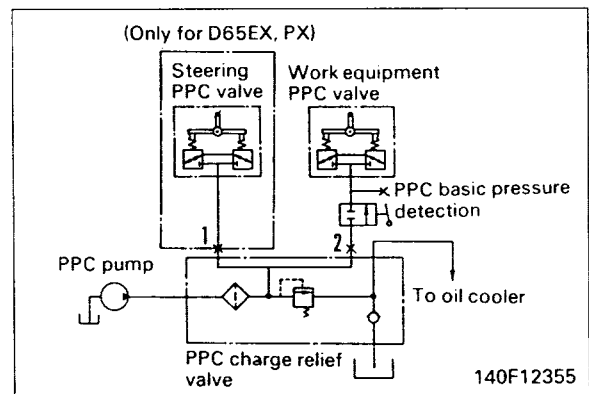 (Only for D65EX, PX)
Steering
PPC valve
Work equipment
PPC valve
PPC basic pressure
detection
1
2
PPC pump
To oil cooler
PPC charge relief
valve
140F12355